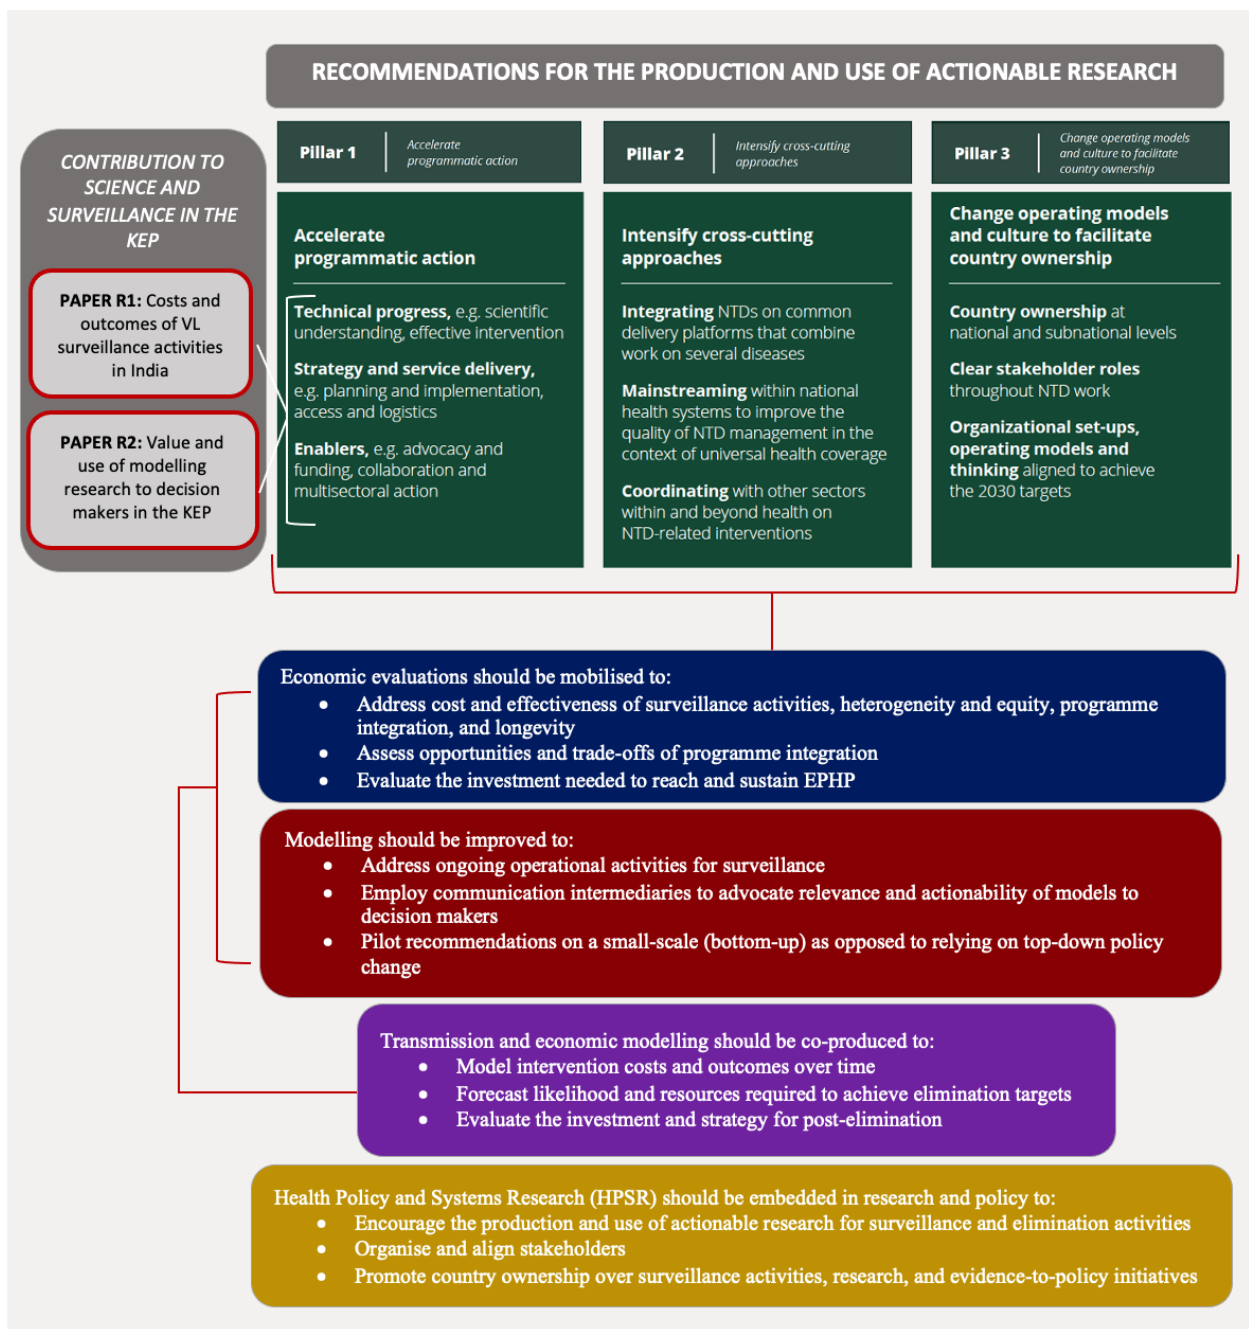 RECOMMENDATIONS FOR THE PRODUCTION AND USE OF ACTIONABLE RESEARCH
CONTRIBUTION TO
SCIENCE AND
SURVEILLANCE IN THE
KEP
PAPER R1: Costs and
outcomes of VL
surveillance activities
in India
PAPER R2: Value and
use of modelling
research to decision
makers in the KEP
Pillar 1
Accelerate
programmatic action
Accelerate
programmatic action
Technical progress, e.g. scientific
understanding, effective intervention
Strategy and service delivery,
e.g. planning and implementation,
access and logistics
Enablers, e.g. advocacy and
funding, collaboration and
multisectoral action
Pillar 2
Intensify cross-cutting
approaches
Intensify cross-cutting
approaches
Integrating NTDs on common
delivery platforms that combine
work on several diseases
Mainstreaming within national
health systems to improve the
quality of NTD management in the
context of universal health coverage
Coordinating with other sectors
within and beyond health on
NTD-related interventions
Pillar 3
Change operating models
and culture to facilitate
country ownership
Change operating models
and culture to facilitate
country ownership
Country ownership at
national and subnational levels
Clear stakeholder roles
throughout NTD work
Organizational set-ups,
operating models and
thinking aligned to achieve
the 2030 targets
Economic evaluations should be mobilised to:
• Address cost and effectiveness of surveillance activities, heterogeneity and equity, programme
integration, and longevity
• Assess opportunities and trade-offs of programme integration
• Evaluate the investment needed to reach and sustain EPHP
Modelling should be improved to:
• Address ongoing operational activities for surveillance
• Employ communication intermediaries to advocate relevance and actionability of models to
decision makers
• Pilot recommendations on a small-scale (bottom-up) as opposed to relying on top-down policy
change
Transmission and economic modelling should be co-produced to:
• Model intervention costs and outcomes over time
• Forecast likelihood and resources required to achieve elimination targets
• Evaluate the investment and strategy for post-elimination
Health Policy and Systems Research (HPSR) should be embedded in research and policy to:
• Encourage the production and use of actionable research for surveillance and elimination activities
• Organise and align stakeholders
• Promote country ownership over surveillance activities, research, and evidence-to-policy initiatives